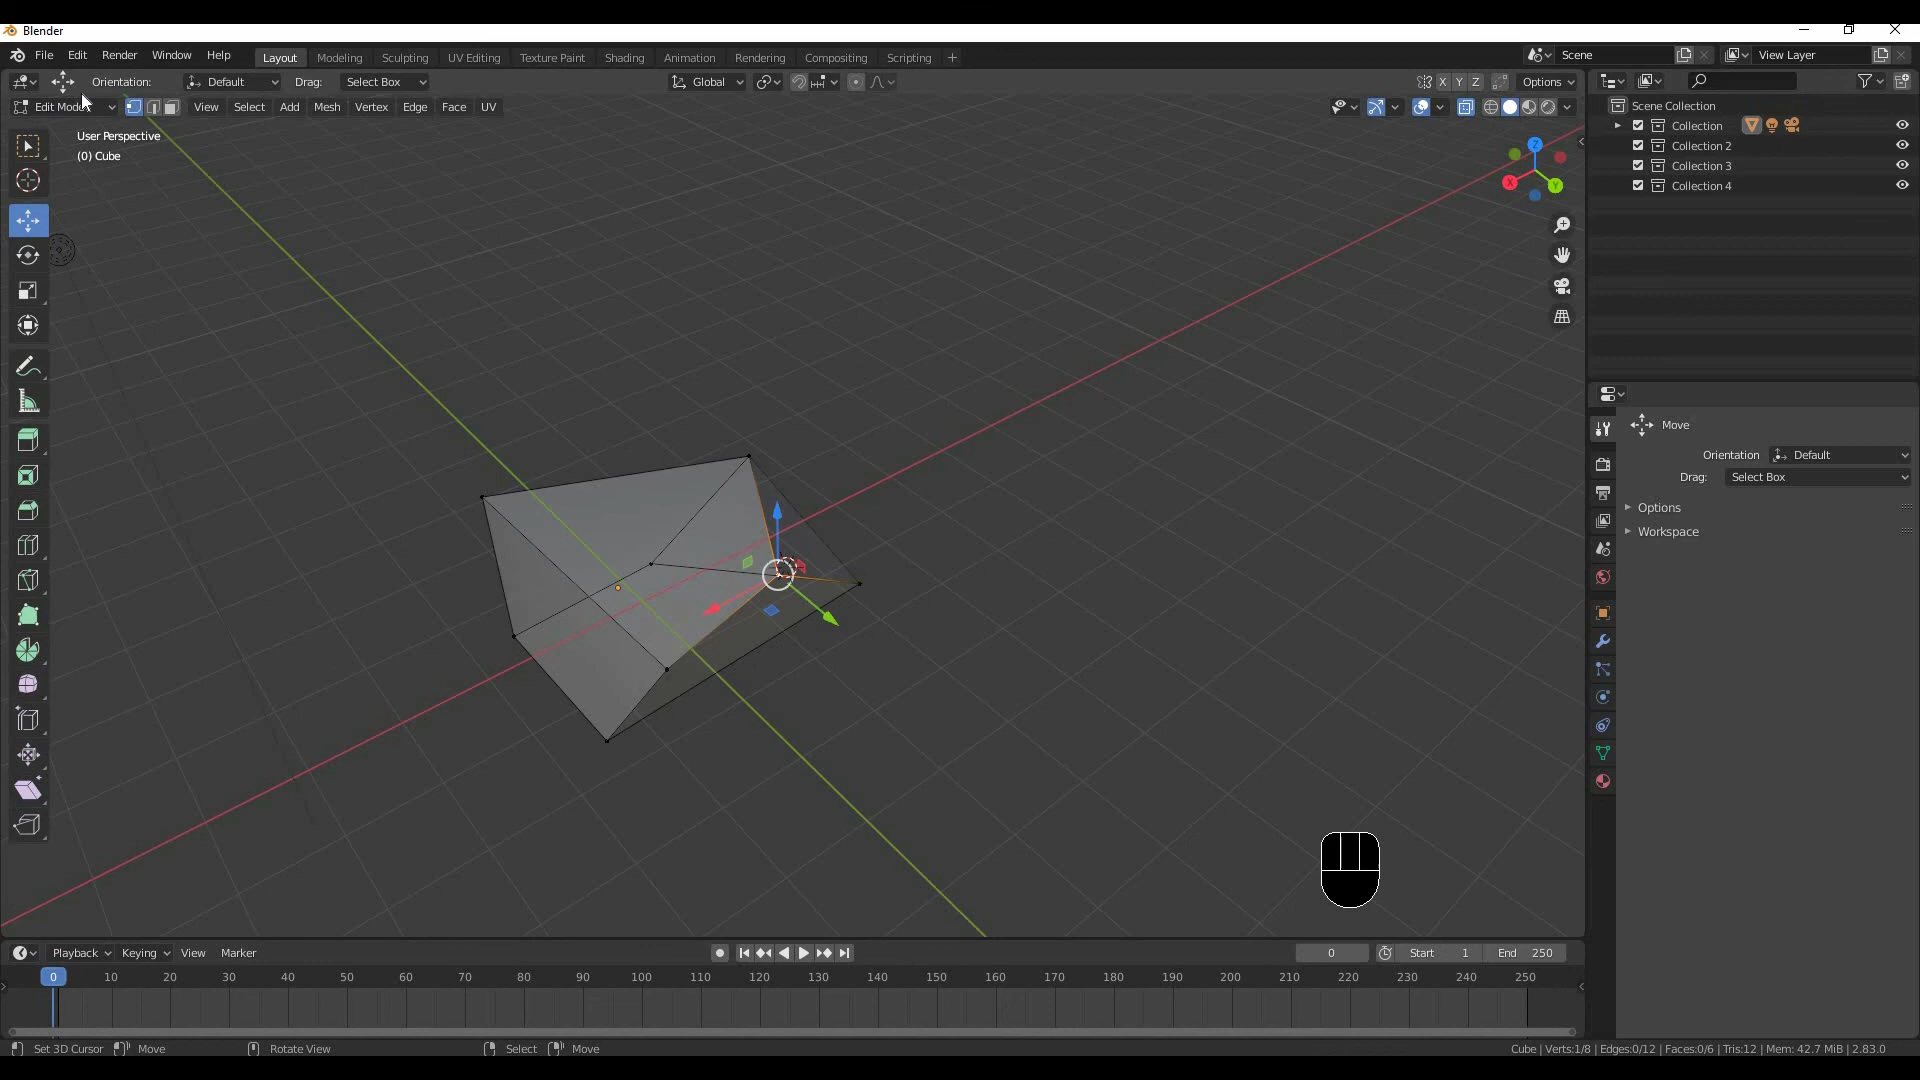 Blender
File Edit Render Window Help Layout Modeling Sculpting UV Editing Texture Paint Shading Animation Rendering Compositing Scripting + Scene View Layer
Orientation: Default Drag: Select Box Global X Y Z Options
Edit Mode View Select Add Mesh Vertex Edge Face UV
User Perspective
(0) Cube
Z
X
Y
Scene Collection
Collection
Collection 2
Collection 3
Collection 4
Move
Orientation Default
Drag: Select Box
Options
Workspace
Playback Keying View Marker 0 Start 1 End 250
0 10 20 30 40 50 60 70 80 90 100 110 120 130 140 150 160 170 180 190 200 210 220 230 240 250
Set 3D Cursor Move Rotate View Select Move Cube | Verts:1/8 | Edges:0/12 | Faces:0/6 | Tris:12 | Mem: 42.7 MiB | 2.83.0